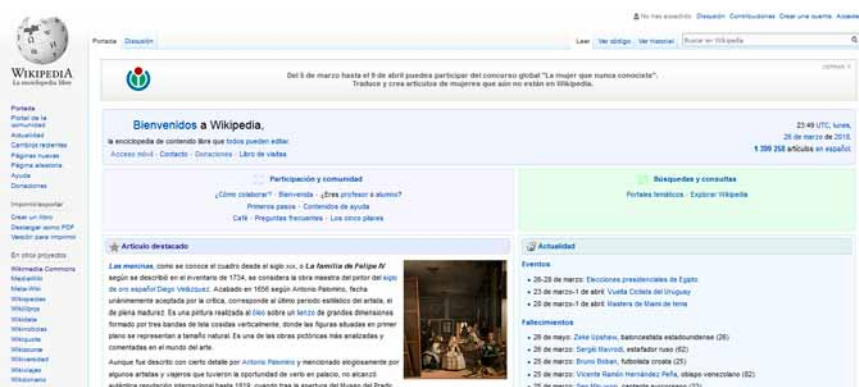 No has accedido Discusión Contribuciones Crear una cuenta Acceder
Portada Discusión
Leer Ver código Ver historial Buscar en Wikipedia
WIKIPEDIA
La enciclopedia libre
Portada
Portal de la
comunidad
Actualidad
Cambios recientes
Páginas nuevas
Página aleatoria
Ayuda
Donaciones
Imprimir/exportar
Crear un libro
Descargar como PDF
Versión para imprimir
En otros proyectos
Wikimedia Commons
MediaWiki
Meta-Wiki
Wikispecies
Wikilibros
Wikidata
Wikinoticias
Wikiquote
Wikisource
Wikiversidad
Wikiviajes
Wikcionario
Del 5 de marzo hasta el 9 de abril puedes participar del concurso global "La mujer que nunca conociste".
Traduce y crea artículos de mujeres que aún no están en Wikipedia.
Bienvenidos a Wikipedia,
la enciclopedia de contenido libre que todos pueden editar.
Acceso móvil · Contacto · Donaciones · Libro de visitas
23:49 UTC, lunes,
26 de marzo de 2018.
1 399 258 artículos en español.
Participación y comunidad
¿Cómo colaborar? · Bienvenida · ¿Eres profesor o alumno?
Primeros pasos · Contenidos de ayuda
Café · Preguntas frecuentes · Los cinco pilares
Búsquedas y consultas
Portales temáticos · Explorar Wikipedia
Artículo destacado
Las meninas, como se conoce el cuadro desde el siglo XIX, o La familia de Felipe IV
según se describió en el inventario de 1734, se considera la obra maestra del pintor del siglo
de oro español Diego Velázquez. Acabado en 1656 según Antonio Palomino, fecha
unánimemente aceptada por la crítica, corresponde al último periodo estilístico del artista, el
de plena madurez. Es una pintura realizada al óleo sobre un lienzo de grandes dimensiones
formado por tres bandas de tela cosidas verticalmente, donde las figuras situadas en primer
plano se representan a tamaño natural. Es una de las obras pictóricas más analizadas y
comentadas en el mundo del arte.
Aunque fue descrito con cierto detalle por Antonio Palomino y mencionado elogiosamente por
algunos artistas y viajeros que tuvieron la oportunidad de verlo en palacio, no alcanzó
auténtica reputación internacional hasta 1819, cuando tras la apertura del Museo del Prado
Actualidad
Eventos
26-28 de marzo: Elecciones presidenciales de Egipto
23 de marzo-1 de abril: Vuelta Ciclista del Uruguay
20 de marzo-1 de abril: Masters de Miami de tenis
Fallecimientos
26 de mayo: Zeke Upshaw, baloncestista estadounidense (26)
26 de marzo: Sergéi Mavrodi, estafador ruso (62)
25 de marzo: Bruno Boban, futbolista croata (25)
25 de marzo: Vicente Ramón Hernández Peña, obispo venezolano (82)